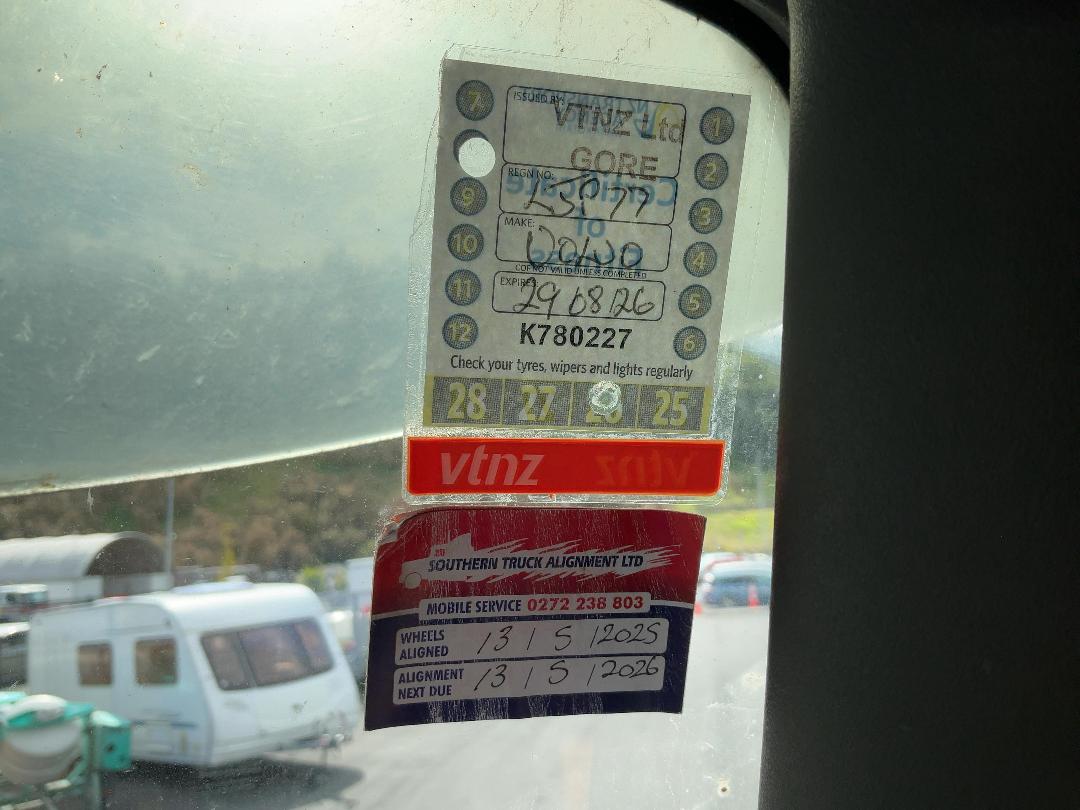 7
9
10
11
12
ISSUED BY:
VTNZ Ltd
GORE
REGN NO:
MAKE:
VOLVO
COF NOT VALID UNLESS COMPLETED
EXPIRES:
29 08 26
K780227
1
2
3
4
5
6
Check your tyres, wipers and lights regularly
28 27 25
vtnz
SOUTHERN TRUCK ALIGNMENT LTD
MOBILE SERVICE 0272 238 803
WHEELS ALIGNED 13 / 5 / 2025
ALIGNMENT NEXT DUE 13 / 5 / 2026